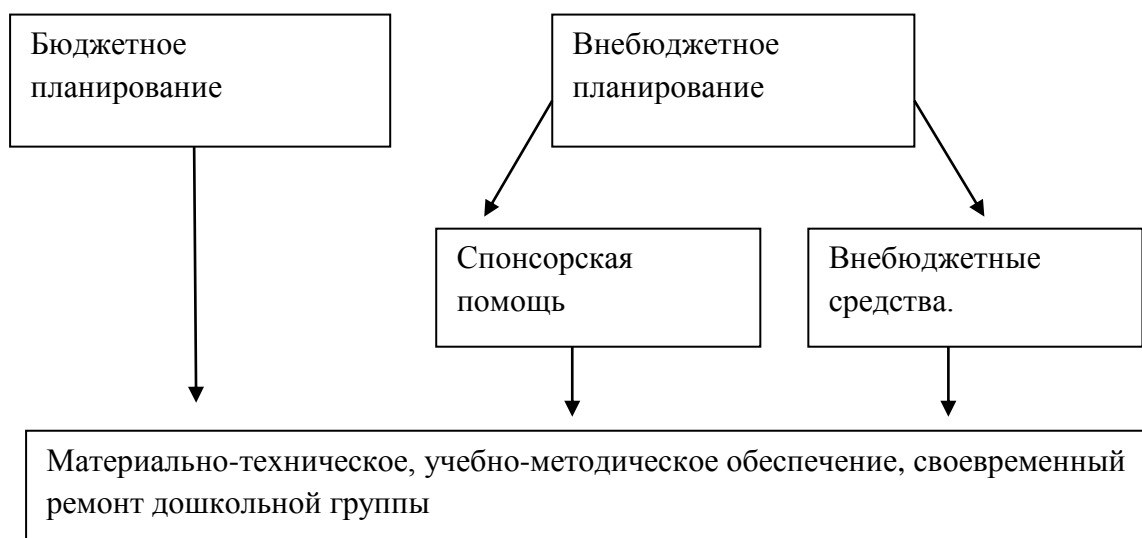 Бюджетное
планирование
Внебюджетное
планирование
Спонсорская
помощь
Внебюджетные
средства.
Материально-техническое, учебно-методическое обеспечение, своевременный
ремонт дошкольной группы